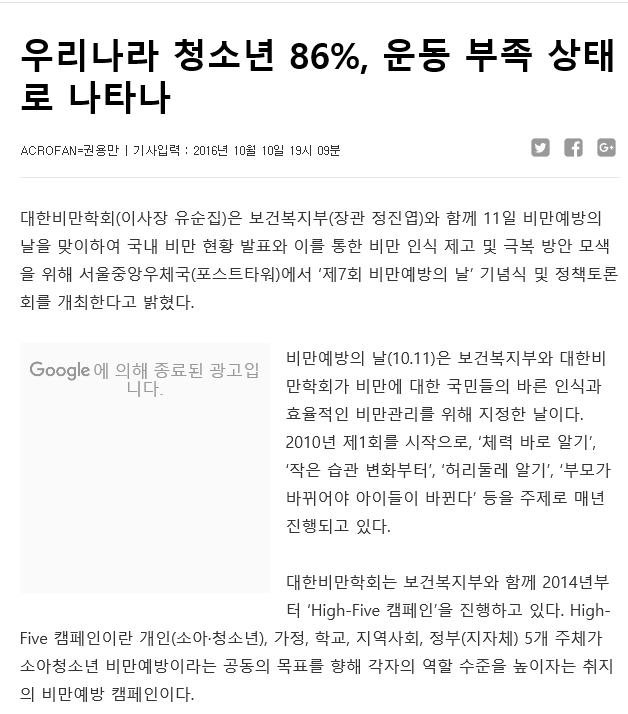 우리나라 청소년 86%, 운동 부족 상태
로 나타나
ACROFAN=권용만 | 기사입력 : 2016년 10월 10일 19시 09분
대한비만학회(이사장 유순집)은 보건복지부(장관 정진엽)와 함께 11일 비만예방의
날을 맞이하여 국내 비만 현황 발표와 이를 통한 비만 인식 제고 및 극복 방안 모색
을 위해 서울중앙우체국(포스트타워)에서 ‘제7회 비만예방의 날’ 기념식 및 정책토론
회를 개최한다고 밝혔다.
Google에 의해 종료된 광고입
니다.
비만예방의 날(10.11)은 보건복지부와 대한비
만학회가 비만에 대한 국민들의 바른 인식과
효율적인 비만관리를 위해 지정한 날이다.
2010년 제1회를 시작으로, ‘체력 바로 알기’,
‘작은 습관 변화부터’, ‘허리둘레 알기’, ‘부모가
바뀌어야 아이들이 바뀐다’ 등을 주제로 매년
진행되고 있다.
대한비만학회는 보건복지부와 함께 2014년부
터 ‘High-Five 캠페인’을 진행하고 있다. High-
Five 캠페인이란 개인(소아·청소년), 가정, 학교, 지역사회, 정부(지자체) 5개 주체가
소아청소년 비만예방이라는 공동의 목표를 향해 각자의 역할 수준을 높이자는 취지
의 비만예방 캠페인이다.